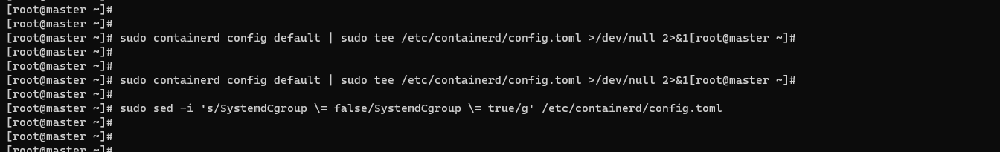 [root@master ~]#
[root@master ~]#
[root@master ~]# sudo containerd config default | sudo tee /etc/containerd/config.toml >/dev/null 2>&1[root@master ~]#
[root@master ~]#
[root@master ~]#
[root@master ~]# sudo containerd config default | sudo tee /etc/containerd/config.toml >/dev/null 2>&1[root@master ~]#
[root@master ~]#
[root@master ~]# sudo sed -i 's/SystemdCgroup \= false/SystemdCgroup \= true/g' /etc/containerd/config.toml
[root@master ~]#
[root@master ~]#
[root@master ~]#